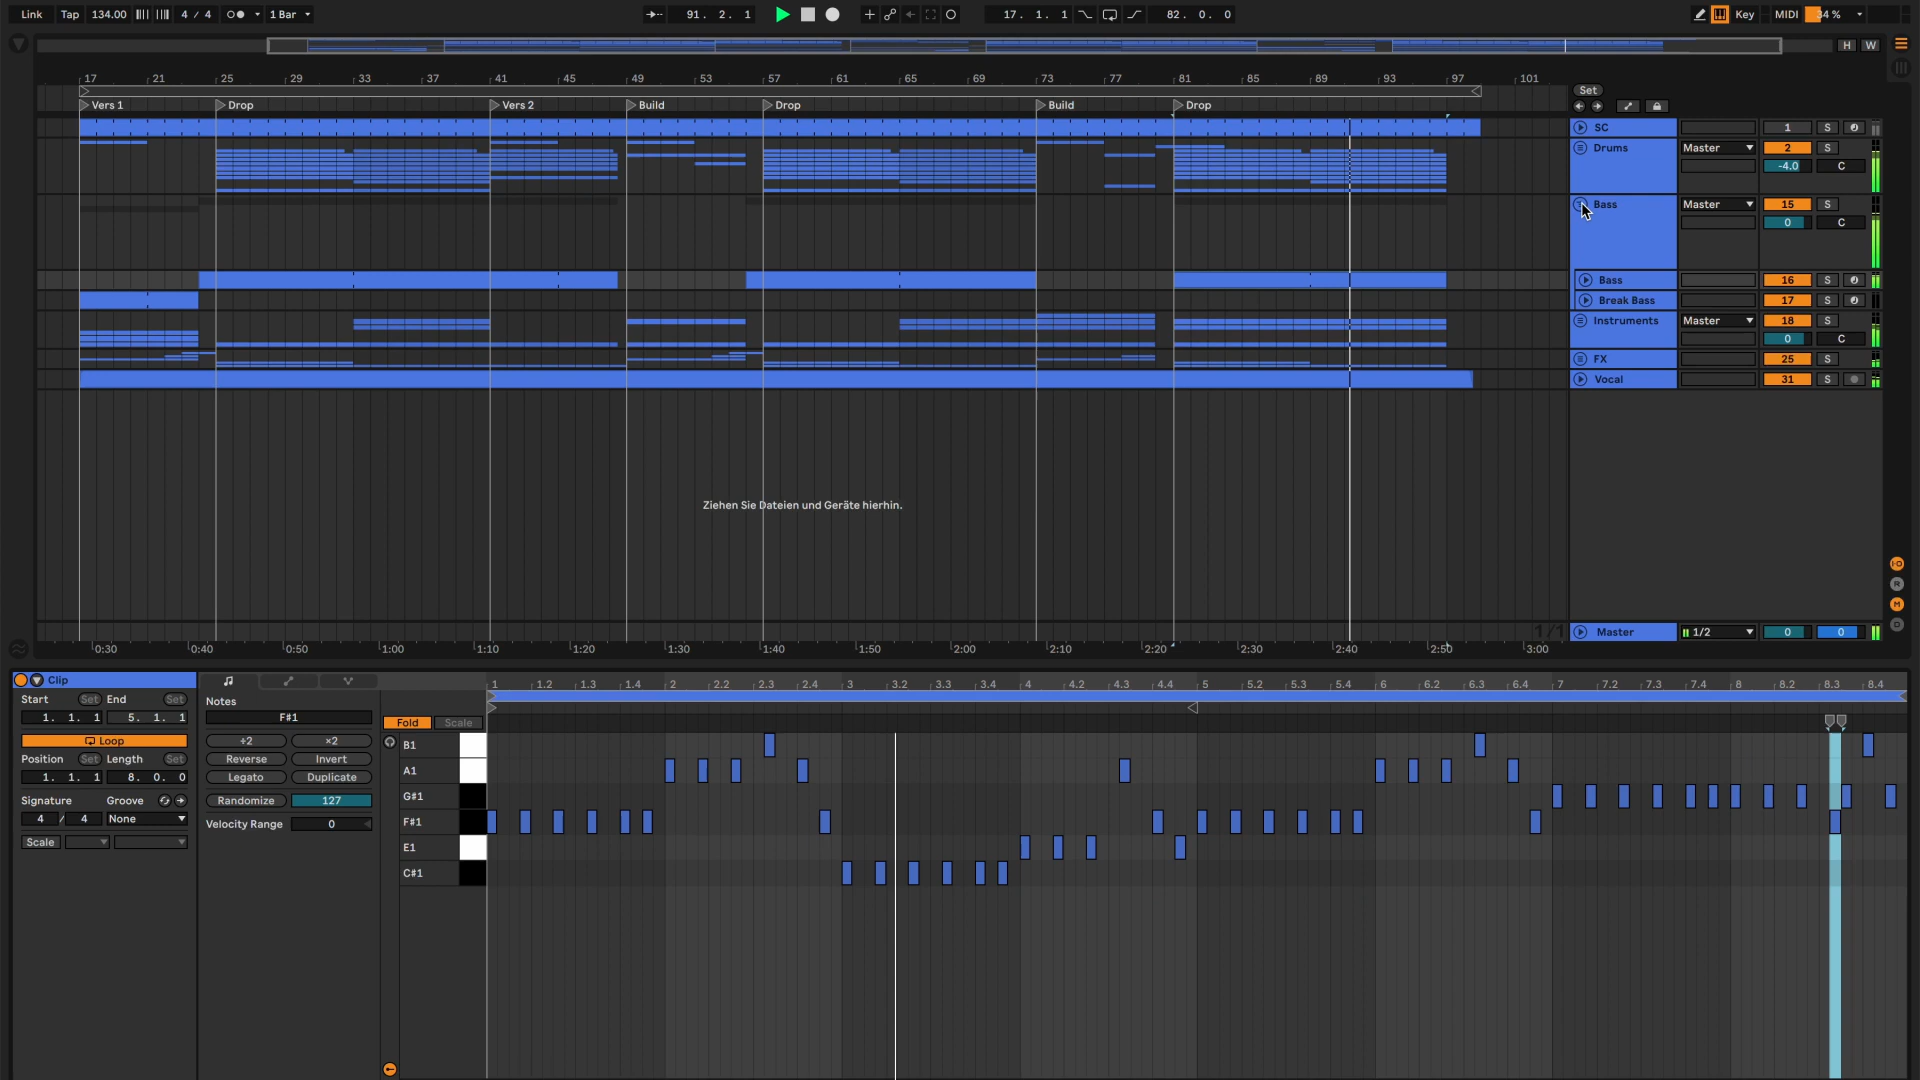 Link Tap 134.00 4 / 4 1 Bar 91. 2. 1 17. 1. 1 82. 0. 0 Key MIDI 34 %
H W
17 21 25 29 33 37 41 45 49 53 57 61 65 69 73 77 81 85 89 93 97 101
Set
Vers 1 Drop Vers 2 Build Drop Build Drop
SC 1 S
Drums Master 2 S
-4.0 C
Bass Master 15 S
0 C
Bass 16 S
Break Bass 17 S
Instruments Master 18 S
0 C
FX 25 S
Vocal 31 S
Ziehen Sie Dateien und Geräte hierhin.
I·O
R
M
D
1/1 Master 1/2 0 0
0:30 0:40 0:50 1:00 1:10 1:20 1:30 1:40 1:50 2:00 2:10 2:20 2:30 2:40 2:50 3:00
Clip
Start Set End Set
1. 1. 1 5. 1. 1
Loop
Position Set Length Set
1. 1. 1 8. 0. 0
Signature Groove
4 / 4 None
Scale
Notes
F#1
÷2 ×2
Reverse Invert
Legato Duplicate
Randomize 127
Velocity Range 0
1 1.2 1.3 1.4 2 2.2 2.3 2.4 3 3.2 3.3 3.4 4 4.2 4.3 4.4 5 5.2 5.3 5.4 6 6.2 6.3 6.4 7 7.2 7.3 7.4 8 8.2 8.3 8.4
Fold Scale
B1
A1
G#1
F#1
E1
C#1